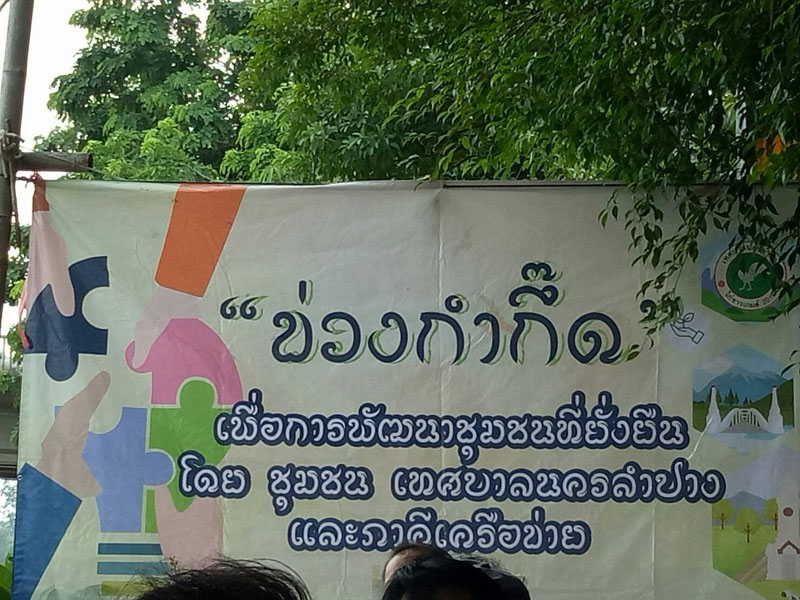 “ข่วงกำกึ๊ด”
เพื่อการพัฒนาชุมชนที่ยั่งยืน
โดย ชุมชน เทศบาลนครลำปาง
และภาคีเครือข่าย